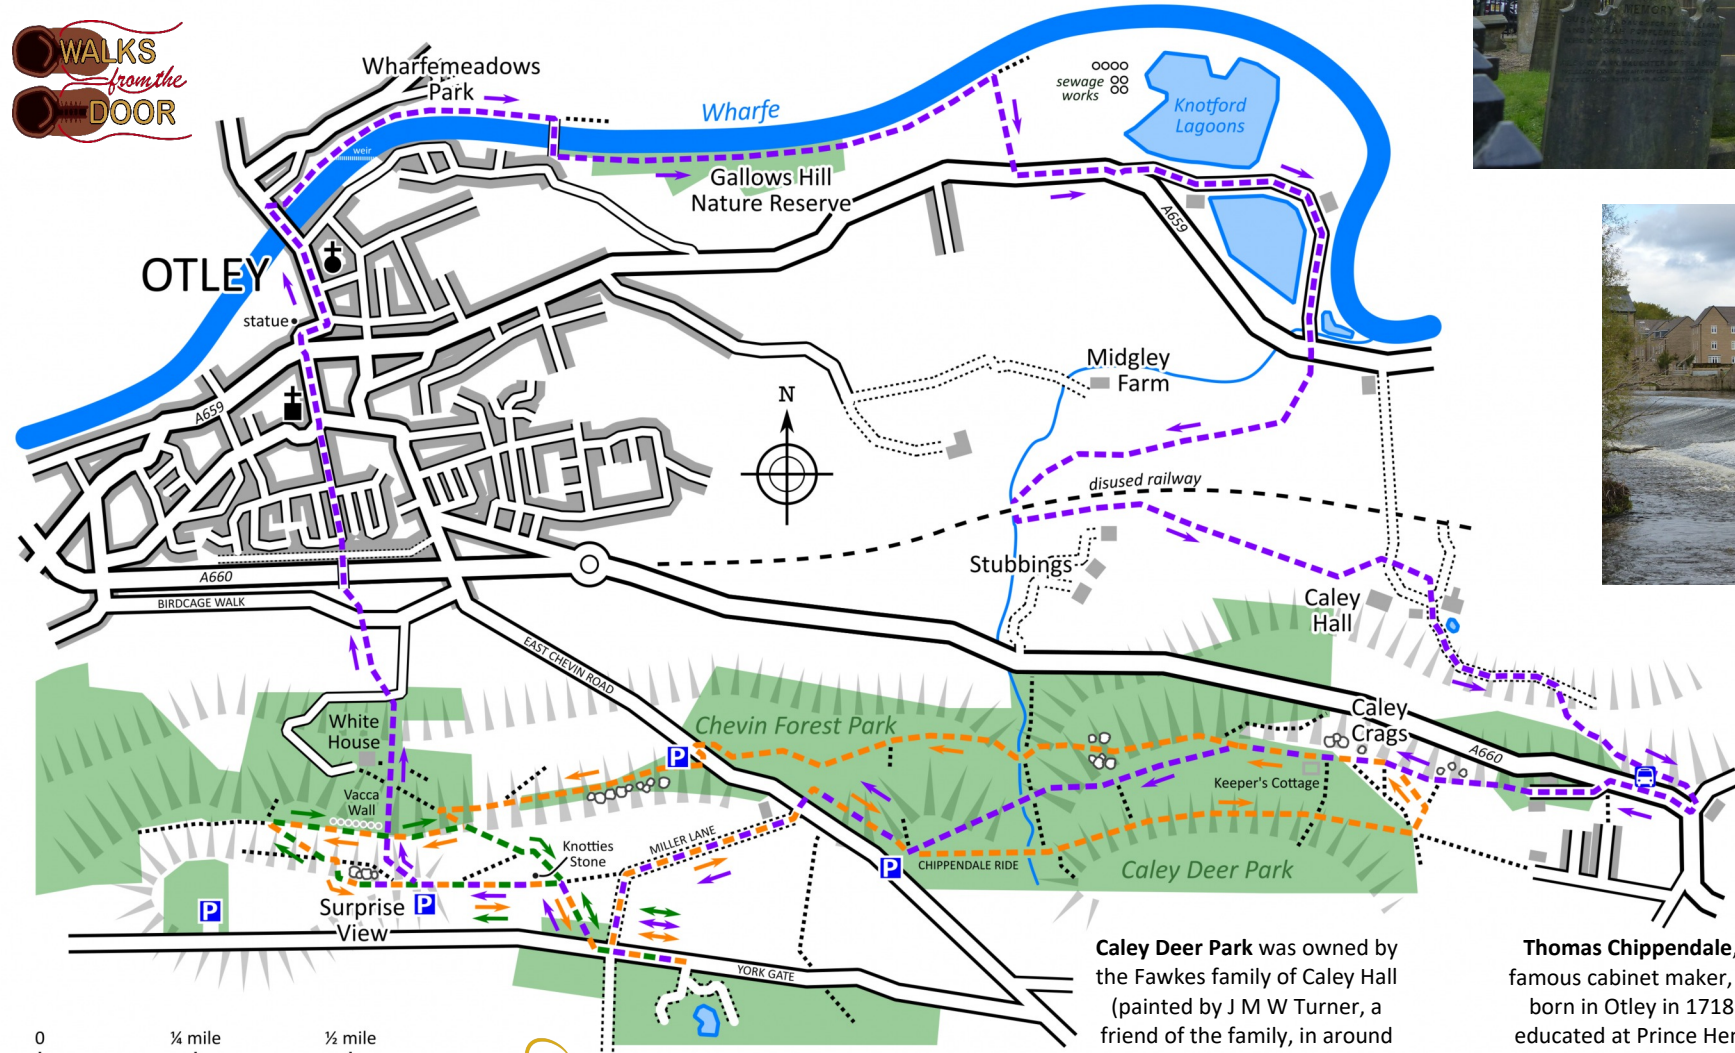 WALKS
from the
DOOR
MEMORY
Wharfemeadows
Park
Wharfe
weir
sewage
works
Knotford
Lagoons
Gallows Hill
Nature Reserve
A659
OTLEY
statue
Midgley
Farm
A659
N
disused railway
Stubbings
A660
BIRDCAGE WALK
Caley
Hall
EAST CHEVIN ROAD
White
House
Chevin Forest Park
P
Caley
Crags
A660
Vacca
Wall
Keeper's Cottage
Knotties
Stone
MILLER LANE
P
CHIPPENDALE RIDE
Caley Deer Park
P
Surprise
View
P
YORK GATE
Caley Deer Park was owned by
the Fawkes family of Caley Hall
(painted by J M W Turner, a
friend of the family, in around
Thomas Chippendale,
famous cabinet maker,
born in Otley in 1718
educated at Prince Hen
0 ¼ mile ½ mile